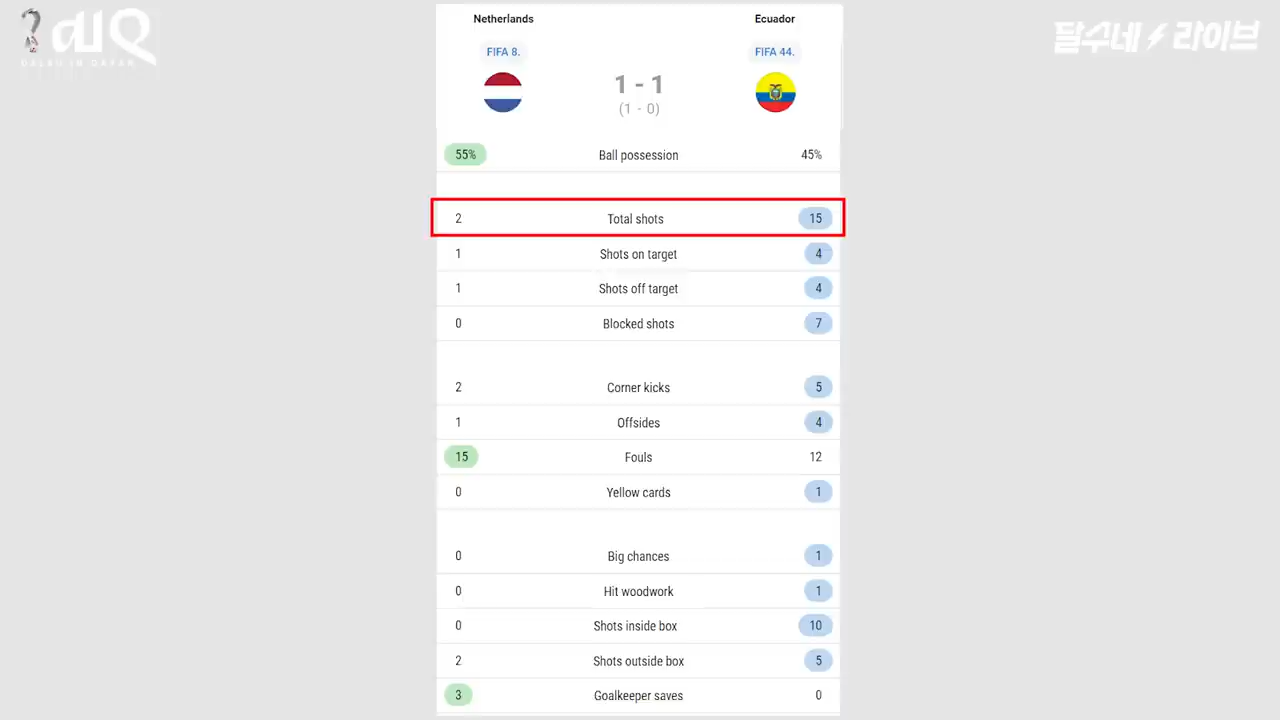 Netherlands Ecuador
FIFA 8. FIFA 44.
1 - 1
(1 - 0)
55% Ball possession 45%
2 Total shots 15
1 Shots on target 4
1 Shots off target 4
0 Blocked shots 7
2 Corner kicks 5
1 Offsides 4
15 Fouls 12
0 Yellow cards 1
0 Big chances 1
0 Hit woodwork 1
0 Shots inside box 10
2 Shots outside box 5
3 Goalkeeper saves 0
달수네 라이브
DALSU IN QATAR